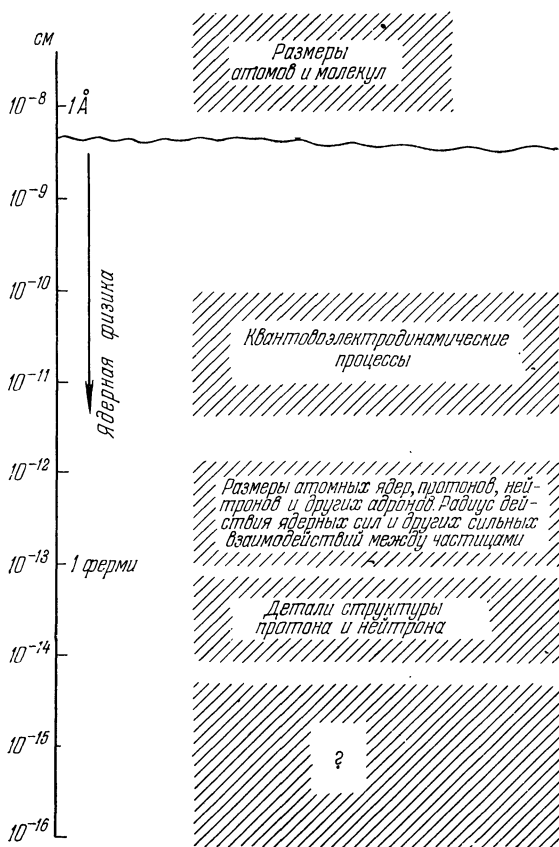 см
Размеры
атомов и молекул
10⁻⁸
1 Å
10⁻⁹
10⁻¹⁰
Ядерная физика
Квантовоэлектродинамические
процессы
10⁻¹¹
10⁻¹²
Размеры атомных ядер, протонов, ней-
тронов и других адронов. Радиус дей-
ствия ядерных сил и других сильных
взаимодействий между частицами
10⁻¹³
1 ферми
Детали структуры
протона и нейтрона
10⁻¹⁴
10⁻¹⁵
?
10⁻¹⁶